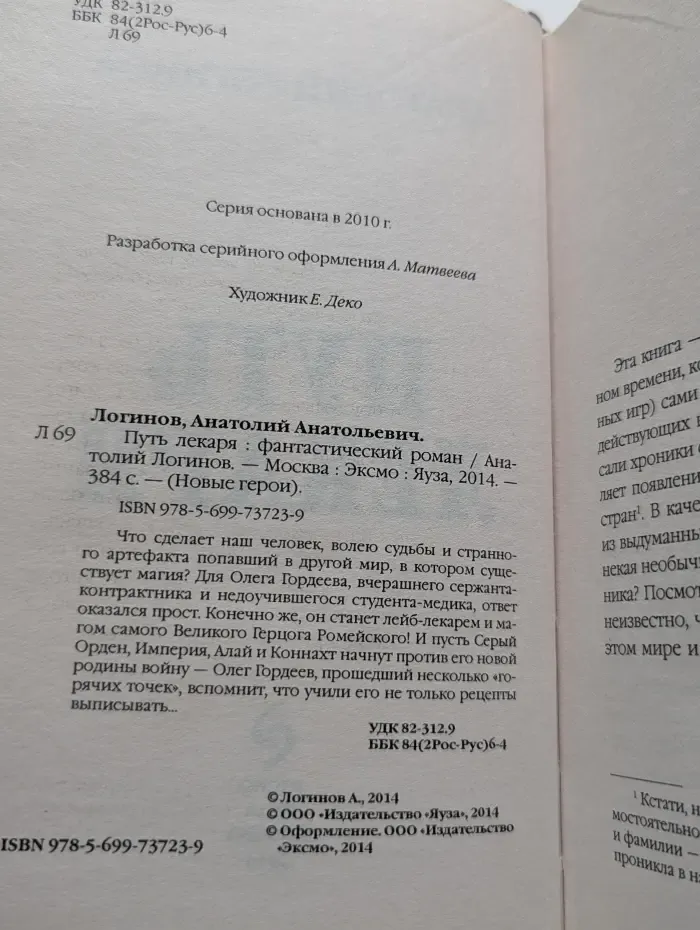 УДК 82-312.9
ББК 84(2Рос-Рус)6-4
Л 69
Серия основана в 2010 г.
Разработка серийного оформления А. Матвеева
Художник Е. Деко
Логинов, Анатолий Анатольевич.
Л 69
Путь лекаря : фантастический роман / Ана-
толий Логинов. — Москва : Эксмо : Яуза, 2014. —
384 с. — (Новые герои).
ISBN 978-5-699-73723-9
Что сделает наш человек, волею судьбы и странно-
го артефакта попавший в другой мир, в котором суще-
ствует магия? Для Олега Гордеева, вчерашнего сержанта-
контрактника и недоучившегося студента-медика, ответ
оказался прост. Конечно же, он станет лейб-лекарем и ма-
гом самого Великого Герцога Ромейского! И пусть Серый
Орден, Империя, Алай и Коннахт начнут против его новой
родины войну — Олег Гордеев, прошедший несколько «го-
рячих точек», вспомнит, что учили его не только рецепты
выписывать...
УДК 82-312.9
ББК 84(2Рос-Рус)6-4
© Логинов А., 2014
© ООО «Издательство «Яуза», 2014
© Оформление. ООО «Издательство
«Эксмо», 2014
ISBN 978-5-699-73723-9
Эта книга —
ном времени, 
ных игр) сами
действующих
сали хроники
ляет появлени
стран¹. В каче
из выдуманны
некая необыч
ника? Посмот
неизвестно, ч
этом мире и
¹ Кстати, н
мостоятельно
и фамилии —
проникла в н